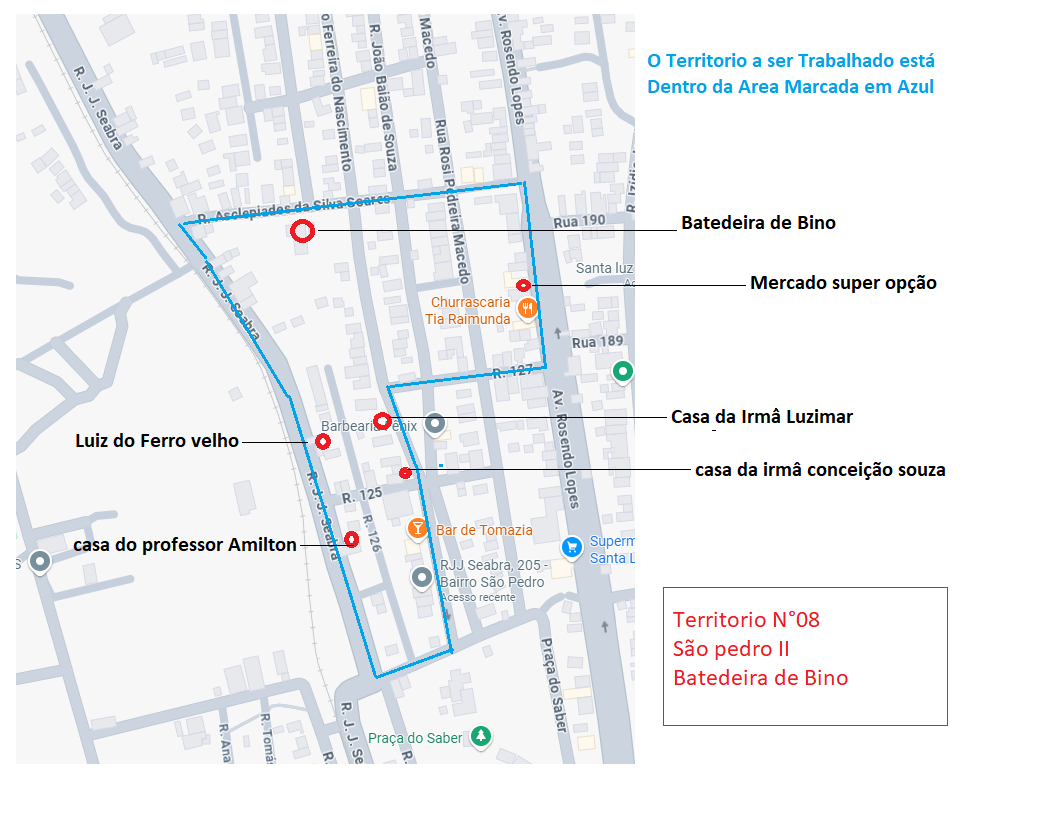 O Territorio a ser Trabalhado está
Dentro da Area Marcada em Azul
R. J. J. Seabra
o Ferreira do Nascimento
R. João Baião de Souza
Macedo
v. Rosendo Lopes
Rua Rosi Pedreira Macedo
R. Asclepiades da Silva Soares
Rua 190
Batedeira de Bino
Santa luz
Mercado super opção
R. J. J. Seabra
Churrascaria
Tia Raimunda
Rua 189
R. 127
Av. Rosendo Lopes
Casa da Irmâ Luzimar
Barbearia Fênix
Luiz do Ferro velho
casa da irmâ conceição souza
R. 125
R. J. J. Seabra
R. 126
Bar de Tomazia
casa do professor Amilton
Superm
Santa L
S
RJJ Seabra, 205 -
Bairro São Pedro
Acesso recente
Territorio N°08
São pedro II
Batedeira de Bino
Praça do Saber
R. Ana
R. Tomás
R. J. J. Se
Praça do Saber